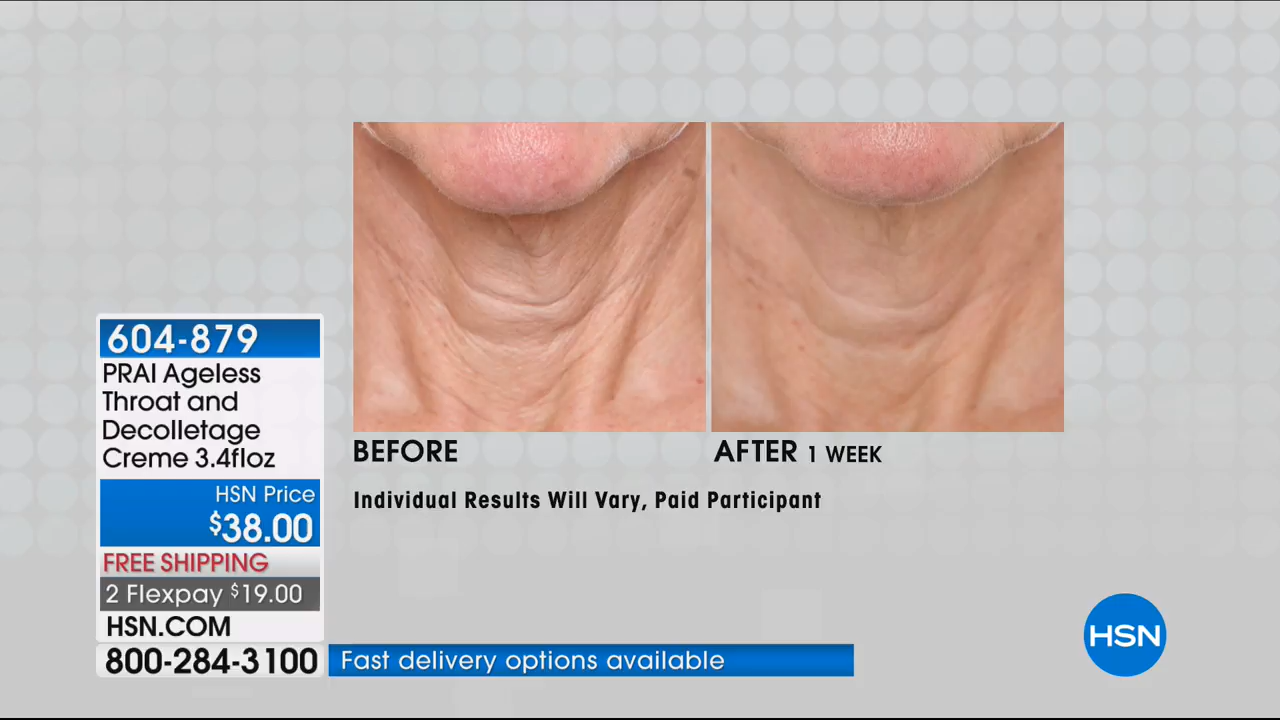 604-879
PRAI Ageless
Throat and
Decolletage
Creme 3.4floz
HSN Price
$38.00
FREE SHIPPING
2 Flexpay $19.00
HSN.COM
800-284-3100
BEFORE
AFTER 1 WEEK
Individual Results Will Vary, Paid Participant
Fast delivery options available
HSN